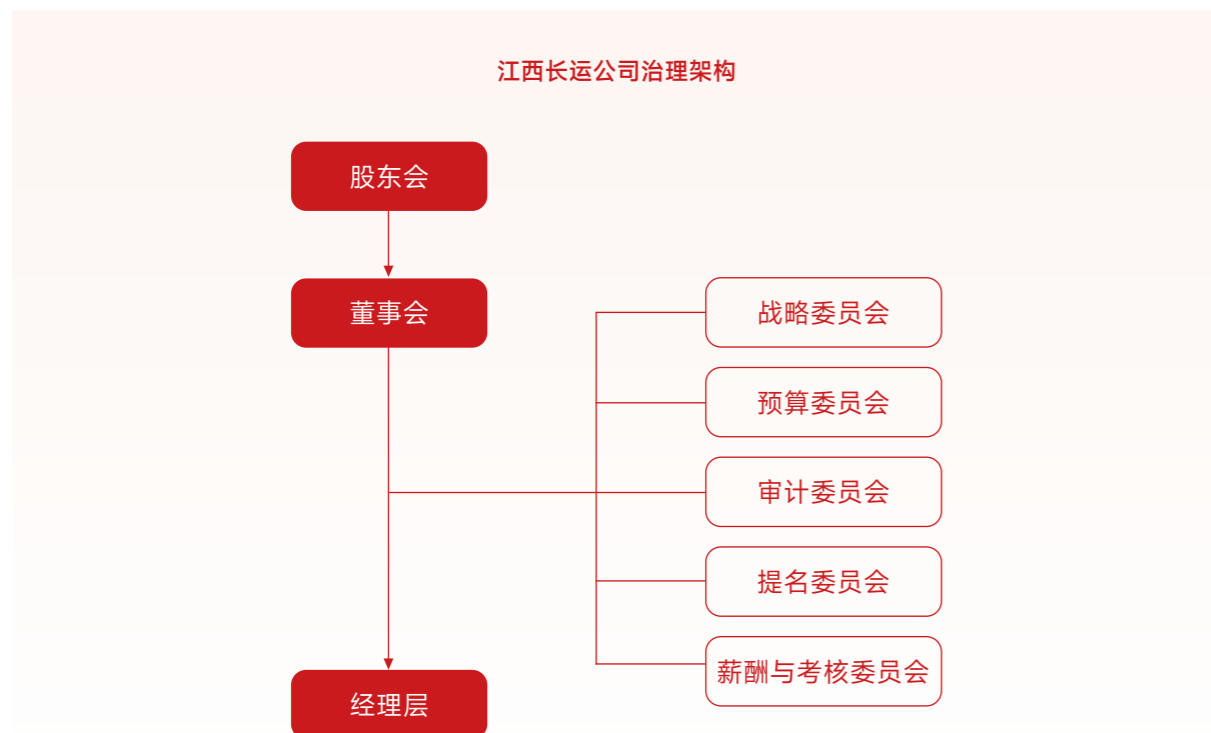 江西长运公司治理架构
股东会
董事会
战略委员会
预算委员会
审计委员会
提名委员会
薪酬与考核委员会
经理层